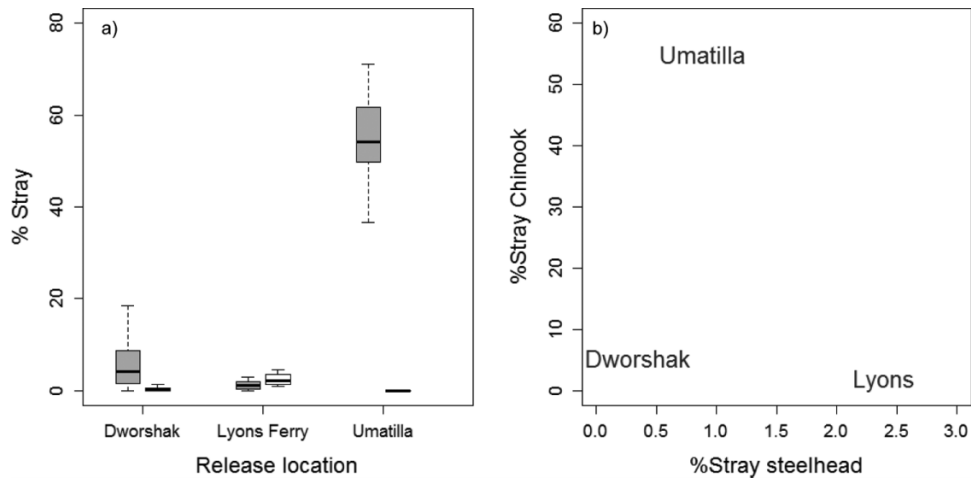 a)
80
60
40
20
0
% Stray
Dworshak Lyons Ferry Umatilla
Release location
b)
60
50
40
30
20
10
0
%Stray Chinook
Umatilla
Dworshak
Lyons
0.0 0.5 1.0 1.5 2.0 2.5 3.0
%Stray steelhead